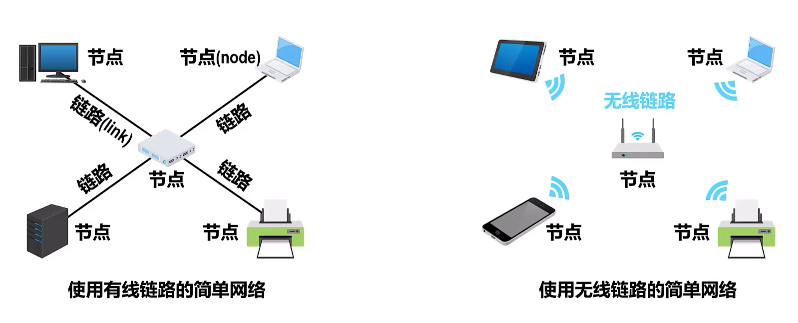 节点
节点(node)
链路(link)
链路
节点
链路
链路
节点
节点
使用有线链路的简单网络
节点
节点
无线链路
节点
节点
节点
使用无线链路的简单网络